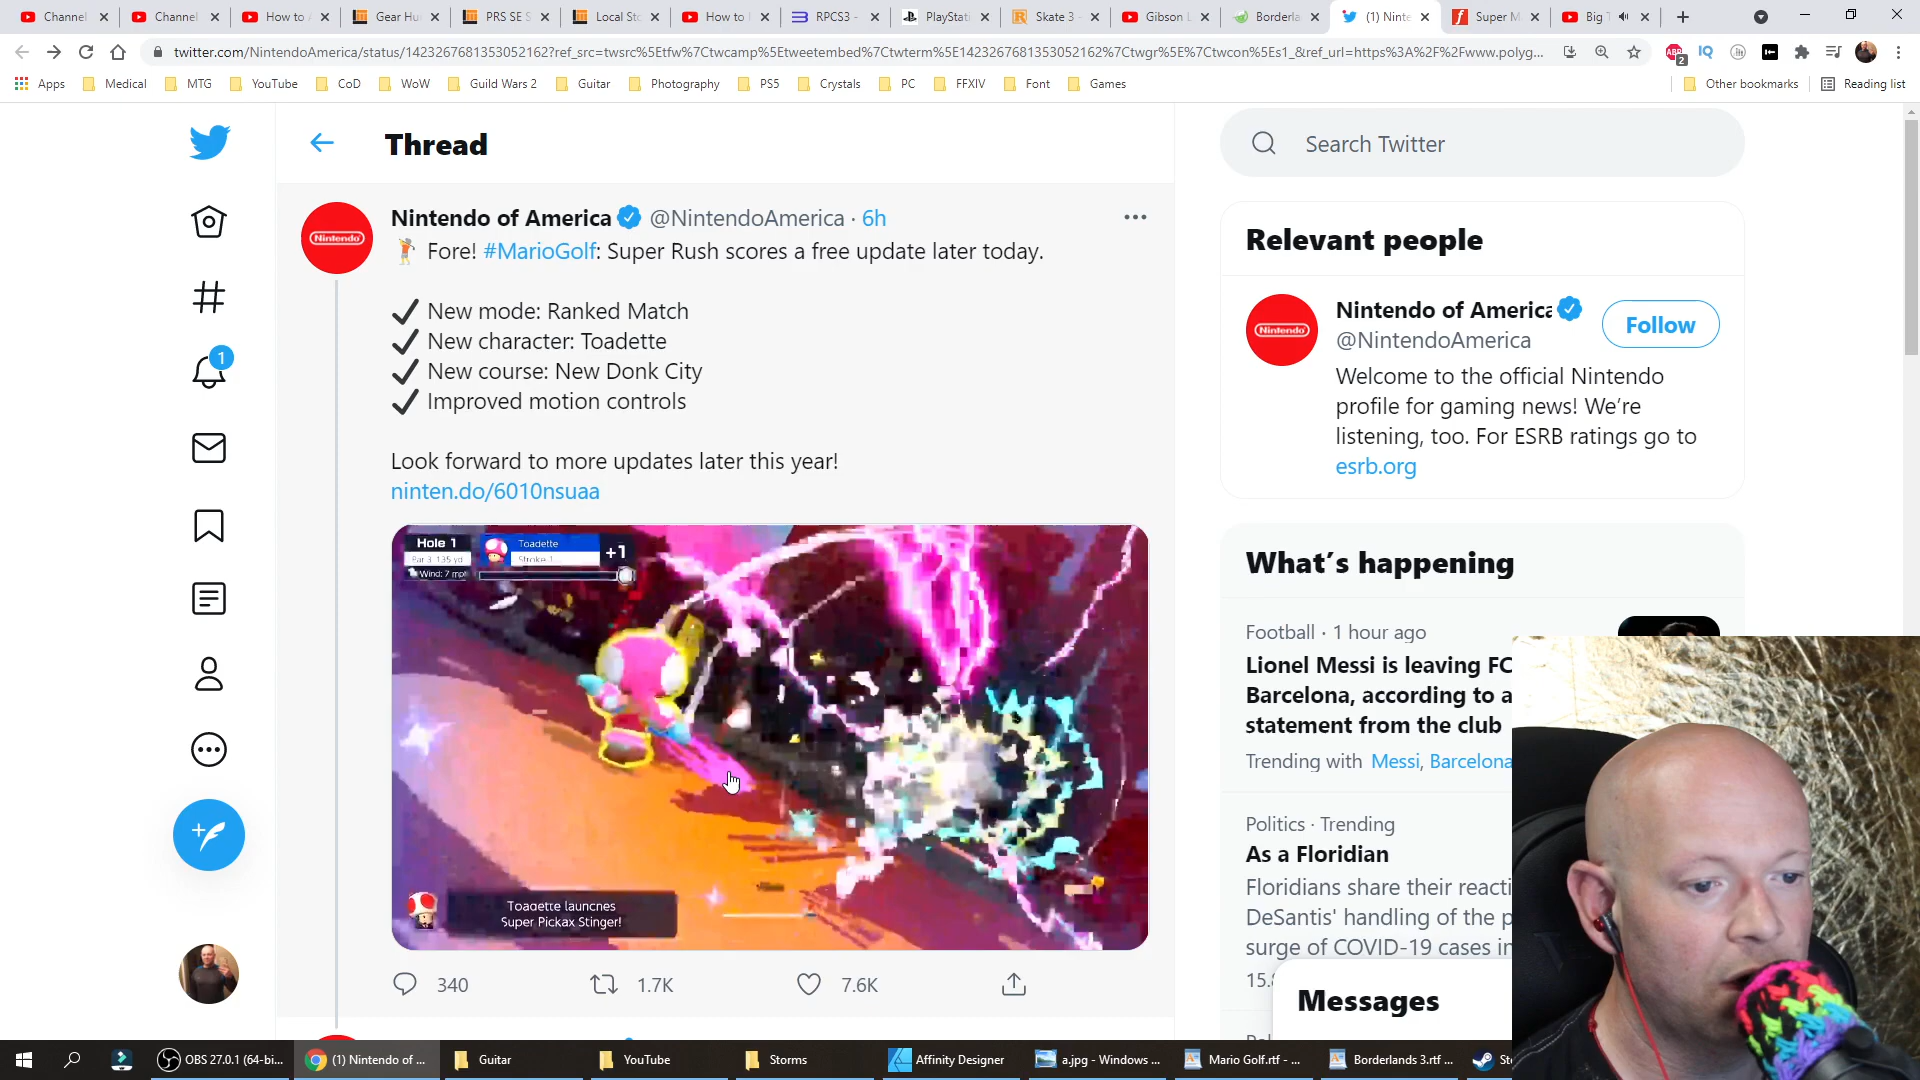 Channel
Channel
How to
Gear Hu
PRS SE S
Local Sto
How to
RPCS3 -
PlayStati
Skate 3 -
Gibson L
Borderla
(1) Ninte
Super M
Big
twitter.com/NintendoAmerica/status/1423267681353052162?ref_src=twsrc%5Etfw%7Ctwcamp%5Etweetembed%7Ctwterm%5E1423267681353052162%7Ctwgr%5E%7Ctwcon%5Es1_&ref_url=https%3A%2F%2Fwww.polyg...
ABP
2
IQ
Apps
Medical
MTG
YouTube
CoD
WoW
Guild Wars 2
Guitar
Photography
PS5
Crystals
PC
FFXIV
Font
Games
Other bookmarks
Reading list
Thread
Search Twitter
1
Nintendo
Nintendo of America @NintendoAmerica · 6h
Fore! #MarioGolf: Super Rush scores a free update later today.
New mode: Ranked Match
New character: Toadette
New course: New Donk City
Improved motion controls
Look forward to more updates later this year!
ninten.do/6010nsuaa
Hole 1
Par 3 135 yd
Wind: 7 mph
Toadette
Stroke 1
+1
Toadette launches
Super Pickax Stinger!
340
1.7K
7.6K
Relevant people
Nintendo
Nintendo of America
@NintendoAmerica
Follow
Welcome to the official Nintendo
profile for gaming news! We're
listening, too. For ESRB ratings go to
esrb.org
What's happening
Football · 1 hour ago
Lionel Messi is leaving FC
Barcelona, according to a
statement from the club
Trending with Messi, Barcelona
Politics · Trending
As a Floridian
Floridians share their reacti
DeSantis' handling of the p
surge of COVID-19 cases in
15.
Messages
OBS 27.0.1 (64-bi...
(1) Nintendo of ...
Guitar
YouTube
Storms
Affinity Designer
a.jpg - Windows ...
Mario Golf.rtf - ...
Borderlands 3.rtf ...
St